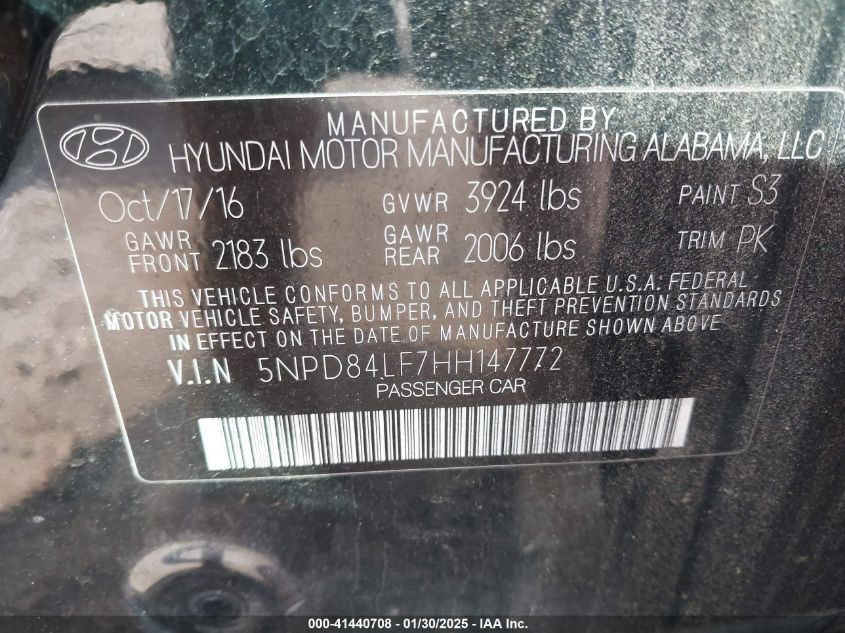 MANUFACTURED BY
HYUNDAI MOTOR MANUFACTURING ALABAMA, LLC
Oct/17/16 GVWR 3924 lbs PAINT S3
GAWR FRONT 2183 lbs GAWR REAR 2006 lbs TRIM PK
THIS VEHICLE CONFORMS TO ALL APPLICABLE U.S.A: FEDERAL
MOTOR VEHICLE SAFETY, BUMPER, AND THEFT PREVENTION STANDARDS
IN EFFECT ON THE DATE OF MANUFACTURE SHOWN ABOVE
V.I.N 5NPD84LF7HH147772
PASSENGER CAR
000-41440708 - 01/30/2025 - IAA Inc.